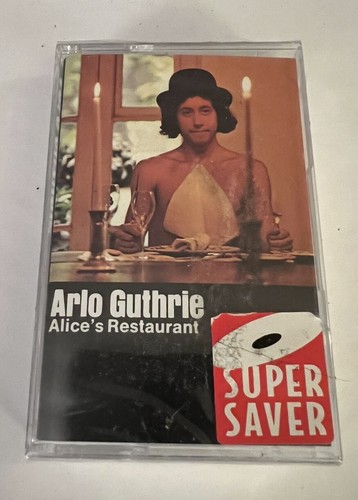 Arlo Guthrie
Alice's Restaurant
SUPER
SAVER